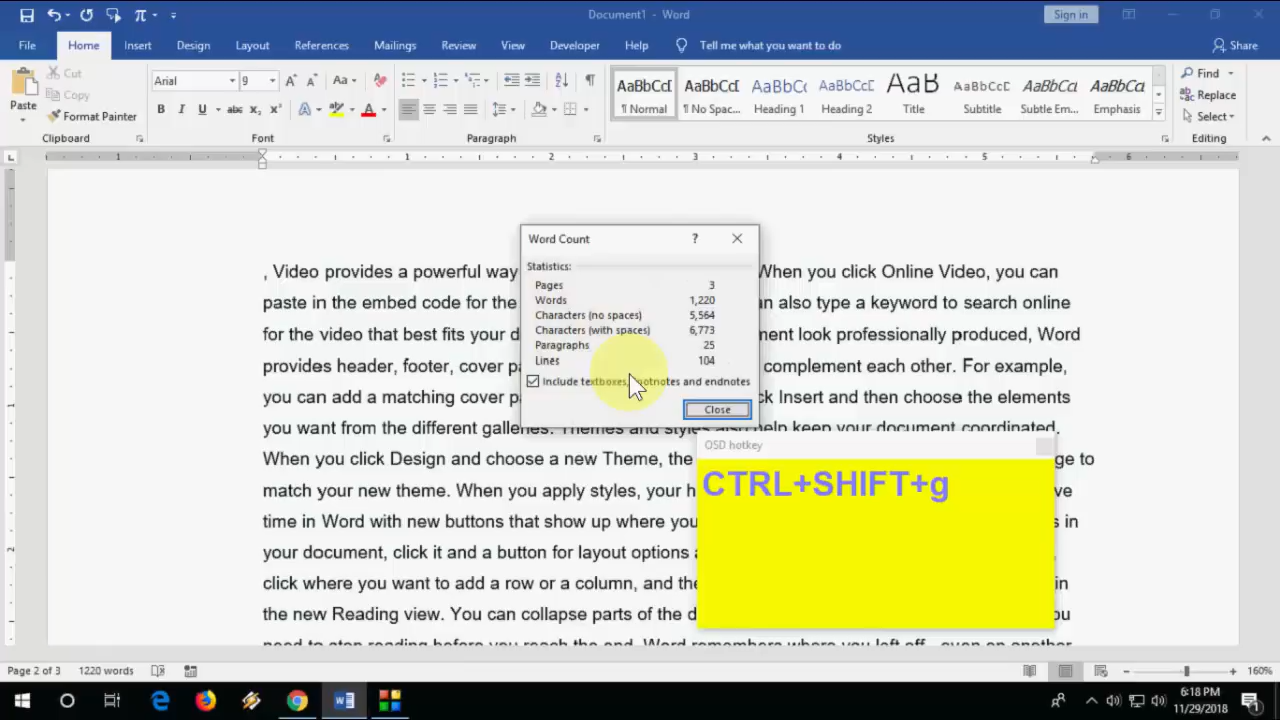 Document1 - Word
Sign in
File Home Insert Design Layout References Mailings Review View Developer Help Tell me what you want to do Share
Paste
Cut
Copy
Format Painter
Clipboard
Arial 9
Font
Paragraph
AaBbCcI AaBbCcI AaBbC( AaBbCcI AaB AaBbCcD AaBbCcI AaBbCcI
¶ Normal ¶ No Spac... Heading 1 Heading 2 Title Subtitle Subtle Em... Emphasis
Styles
Find
Replace
Select
Editing
1 1 2 3 4 5 6
, Video provides a powerful way When you click Online Video, you can
paste in the embed code for the an also type a keyword to search online
for the video that best fits your d ment look professionally produced, Word
provides header, footer, cover pa complement each other. For example,
you can add a matching cover p ck Insert and then choose the elements
you want from the different galleries. Themes and styles also help keep your document coordinated.
When you click Design and choose a new Theme, the ge to
match your new theme. When you apply styles, your h ve
time in Word with new buttons that show up where you s in
your document, click it and a button for layout options a
click where you want to add a row or a column, and the in
the new Reading view. You can collapse parts of the d ou
need to stop reading before you reach the end, Word remembers where you left off - even on another
Word Count
Statistics:
Pages 3
Words 1,220
Characters (no spaces) 5,564
Characters (with spaces) 6,773
Paragraphs 25
Lines 104
Include textboxes, footnotes and endnotes
Close
OSD hotkey
CTRL+SHIFT+g
Page 2 of 3 1220 words 160%
6:18 PM
11/29/2018